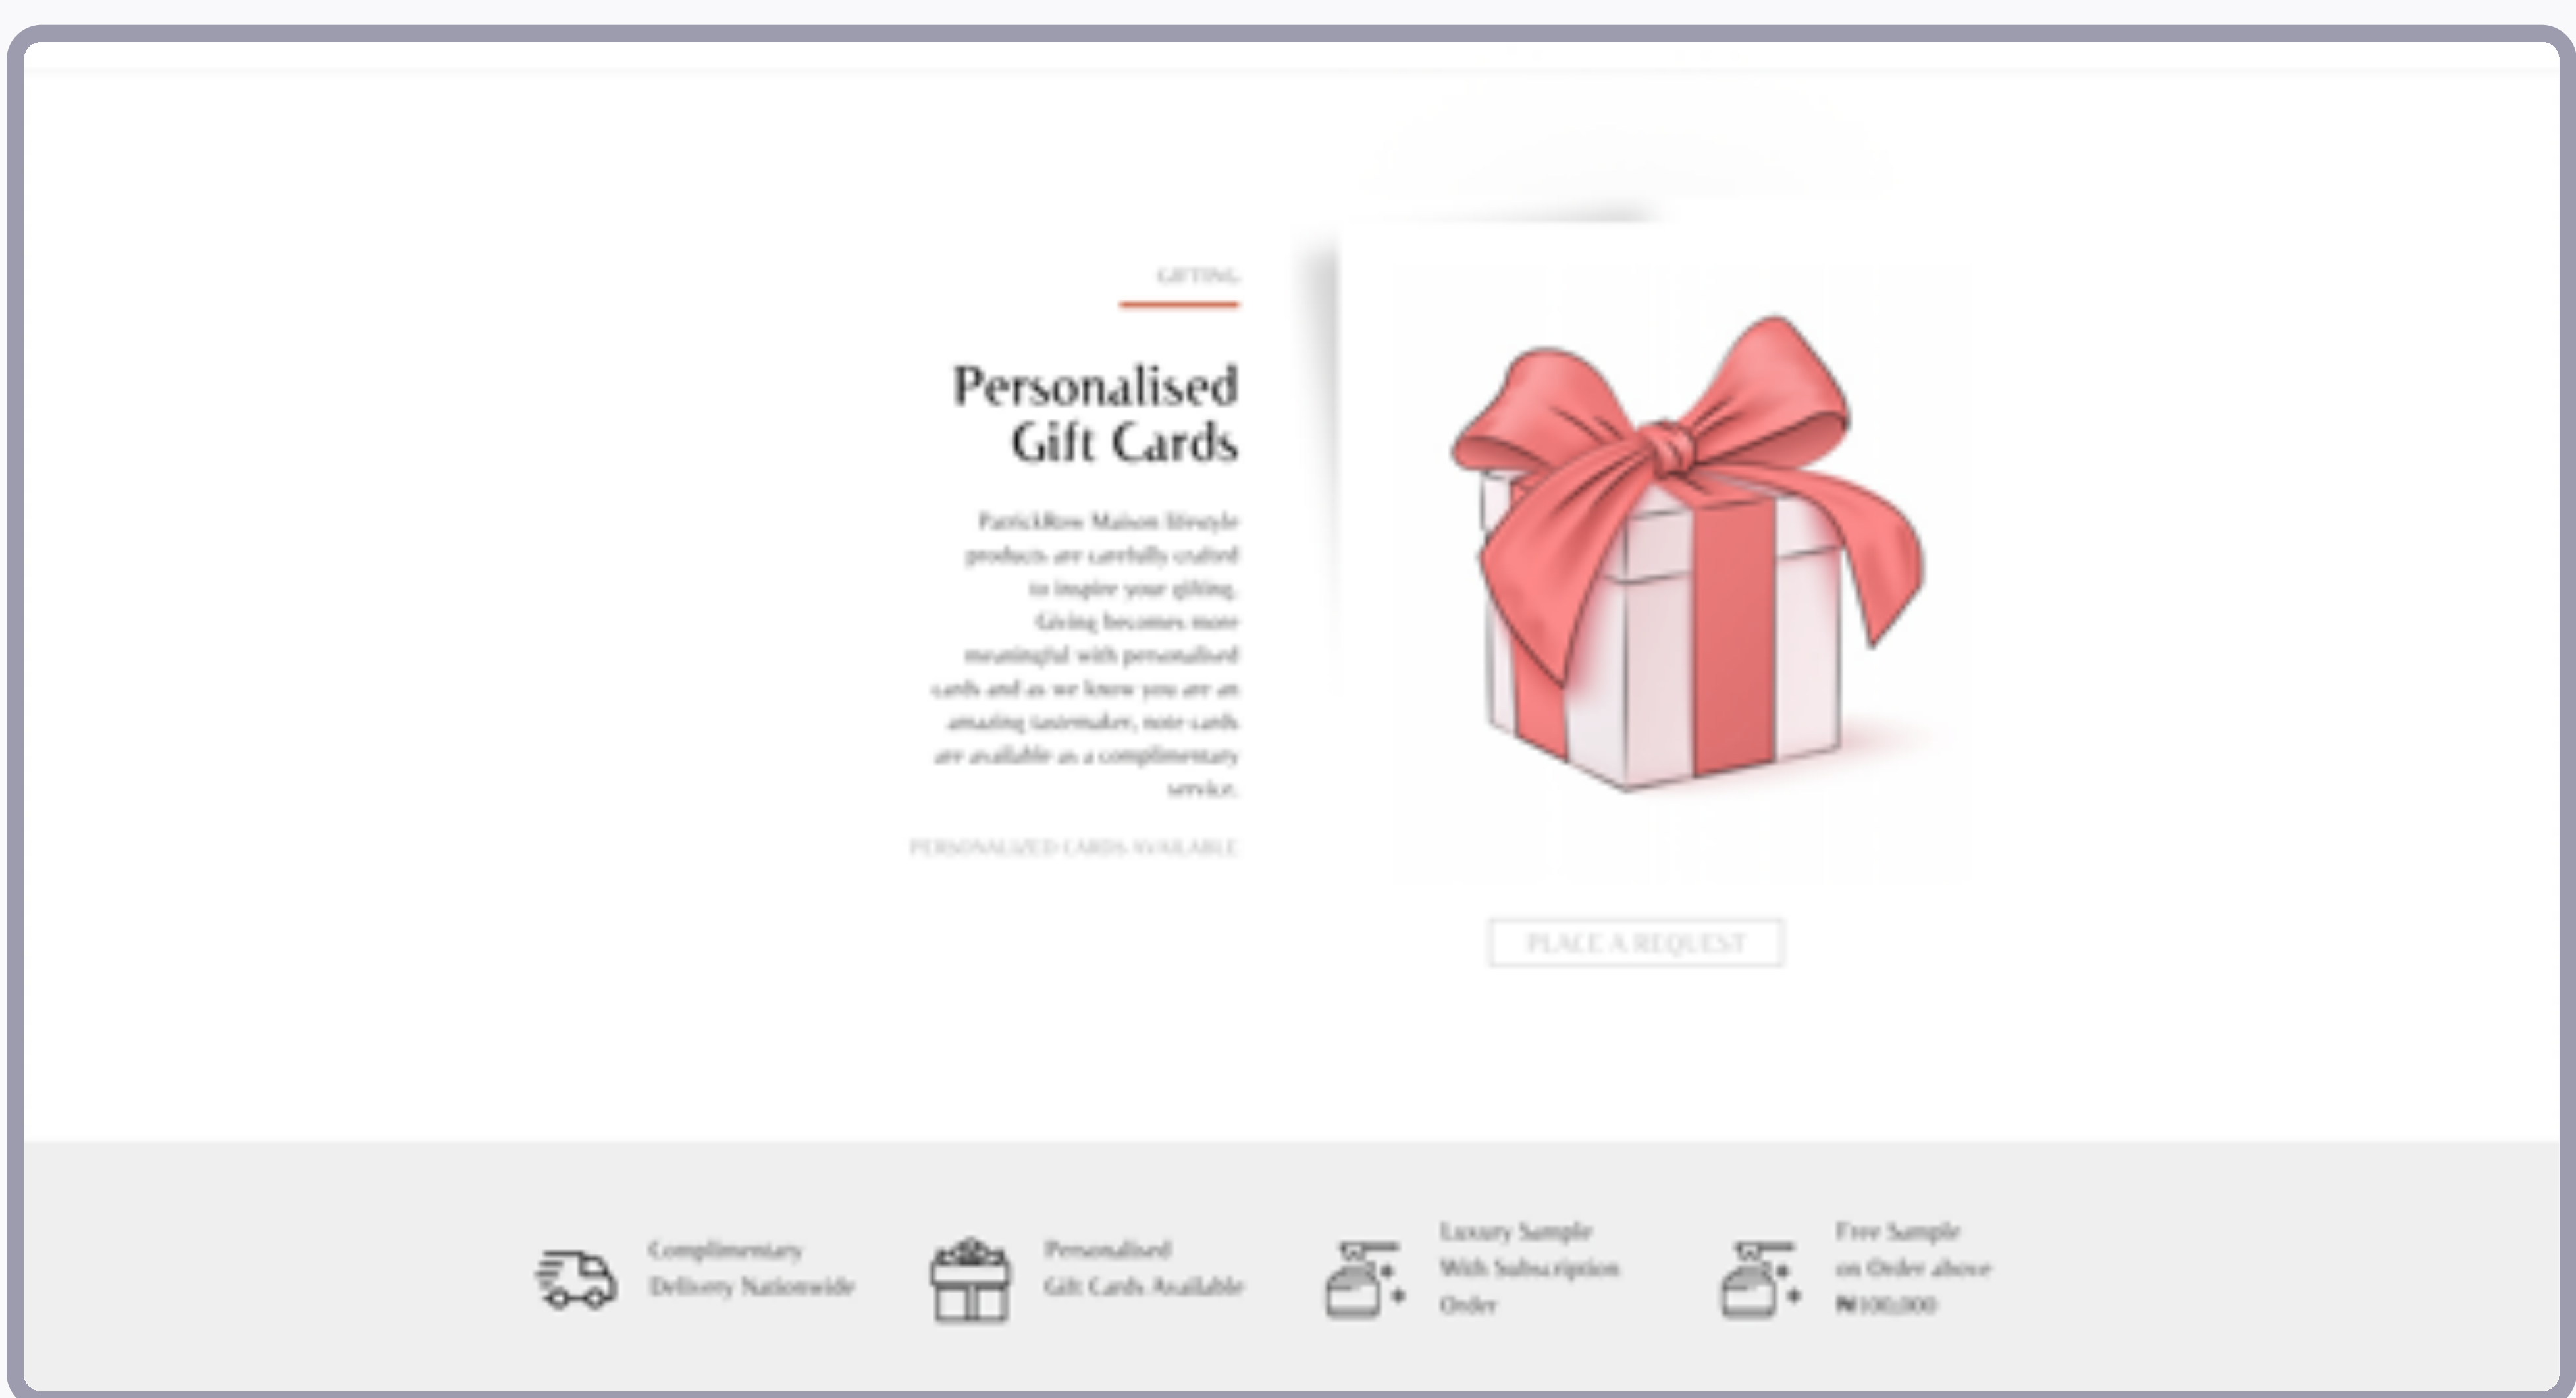 GIFTING
Personalised
Gift Cards
PatrickRow Maison lifestyle
products are carefully crafted
to inspire your gifting.
Giving becomes more
meaningful with personalised
cards and as we know you are an
amazing tastemaker, note cards
are available as a complimentary
service.
PERSONALIZED CARDS AVAILABLE
PLACE A REQUEST
Complimentary
Delivery Nationwide
Personalised
Gift Cards Available
Luxury Sample
With Subscription
Order
Free Sample
on Order above
₦100,000